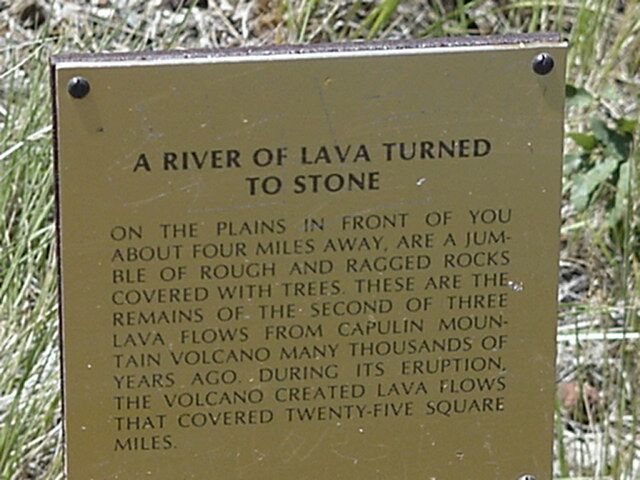 A RIVER OF LAVA TURNED
TO STONE
ON THE PLAINS IN FRONT OF YOU
ABOUT FOUR MILES AWAY, ARE A JUM-
BLE OF ROUGH AND RAGGED ROCKS
COVERED WITH TREES. THESE ARE THE
REMAINS OF THE SECOND OF THREE
LAVA FLOWS FROM CAPULIN MOUN-
TAIN VOLCANO MANY THOUSANDS OF
YEARS AGO. DURING ITS ERUPTION,
THE VOLCANO CREATED LAVA FLOWS
THAT COVERED TWENTY-FIVE SQUARE
MILES.